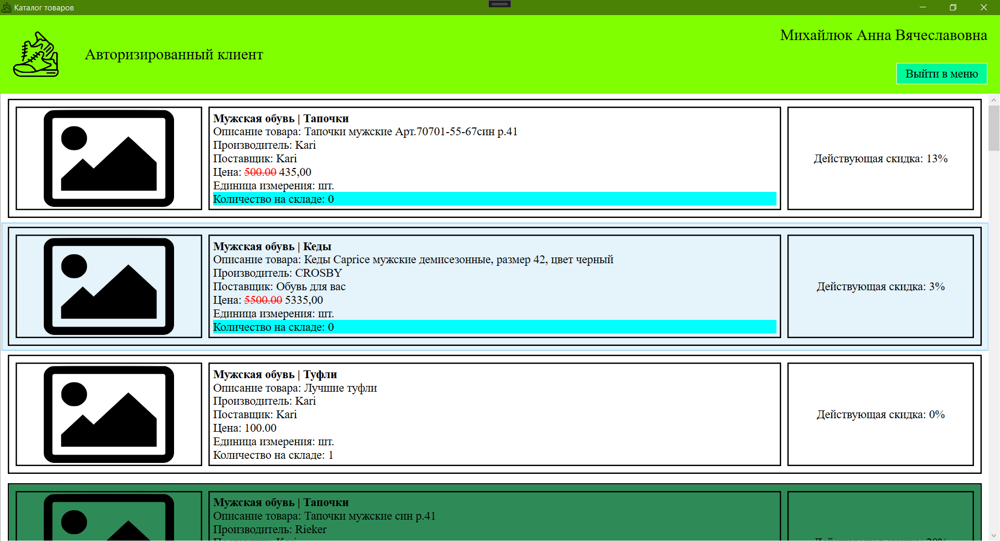 Каталог товаров
Михайлюк Анна Вячеславовна
Авторизированный клиент
Выйти в меню
Мужская обувь | Тапочки
Описание товара: Тапочки мужские Арт.70701-55-67син р.41
Производитель: Kari
Поставщик: Kari
Цена: 500.00 435,00
Единица измерения: шт.
Количество на складе: 0
Действующая скидка: 13%
Мужская обувь | Кеды
Описание товара: Кеды Caprice мужские демисезонные, размер 42, цвет черный
Производитель: CROSBY
Поставщик: Обувь для вас
Цена: 5500.00 5335,00
Единица измерения: шт.
Количество на складе: 0
Действующая скидка: 3%
Мужская обувь | Туфли
Описание товара: Лучшие туфли
Производитель: Kari
Поставщик: Kari
Цена: 100.00
Единица измерения: шт.
Количество на складе: 1
Действующая скидка: 0%
Мужская обувь | Тапочки
Описание товара: Тапочки мужские син р.41
Производитель: Rieker